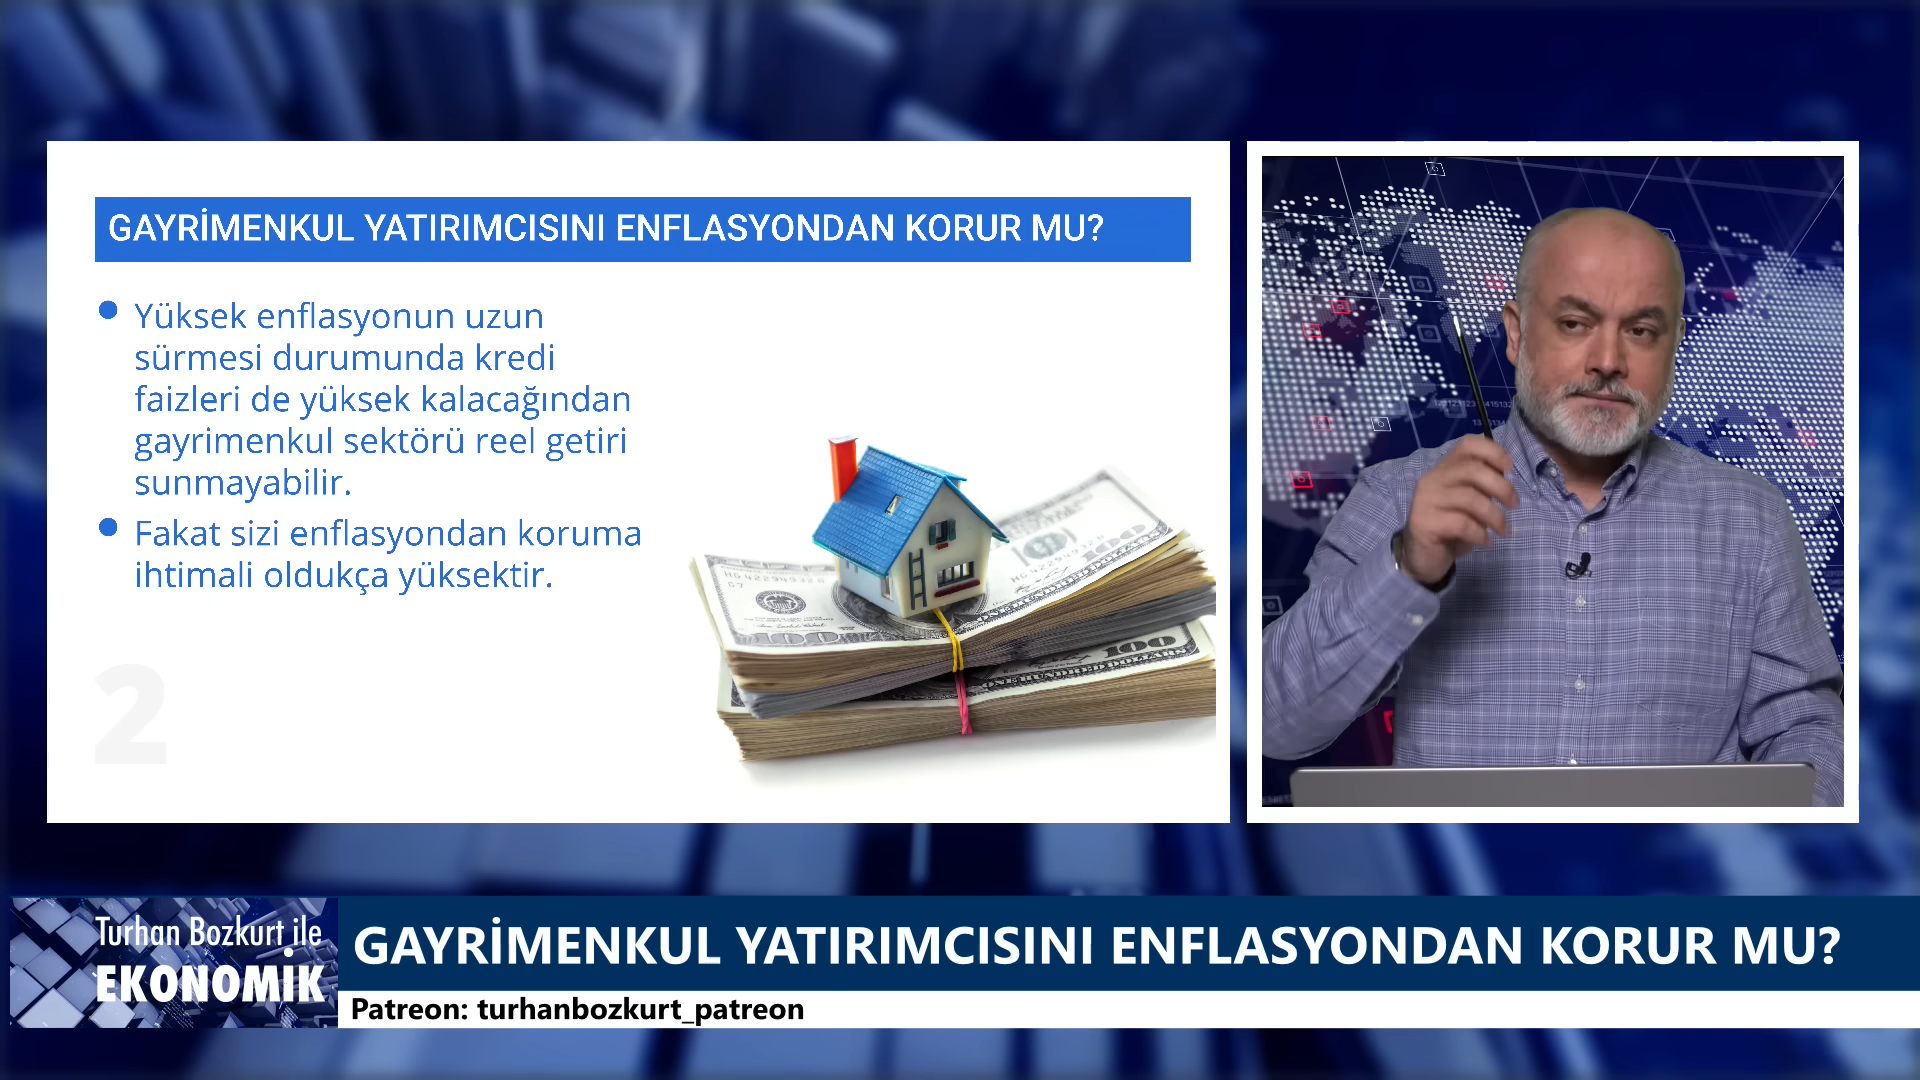 GAYRİMENKUL YATIRIMCISINI ENFLASYONDAN KORUR MU?
Yüksek enflasyonun uzun
sürmesi durumunda kredi
faizleri de yüksek kalacağından
gayrimenkul sektörü reel getiri
sunmayabilir.
Fakat sizi enflasyondan koruma
ihtimali oldukça yüksektir.
2
100
100
Turhan Bozkurt ile
EKONOMİK
GAYRİMENKUL YATIRIMCISINI ENFLASYONDAN KORUR MU?
Patreon: turhanbozkurt_patreon